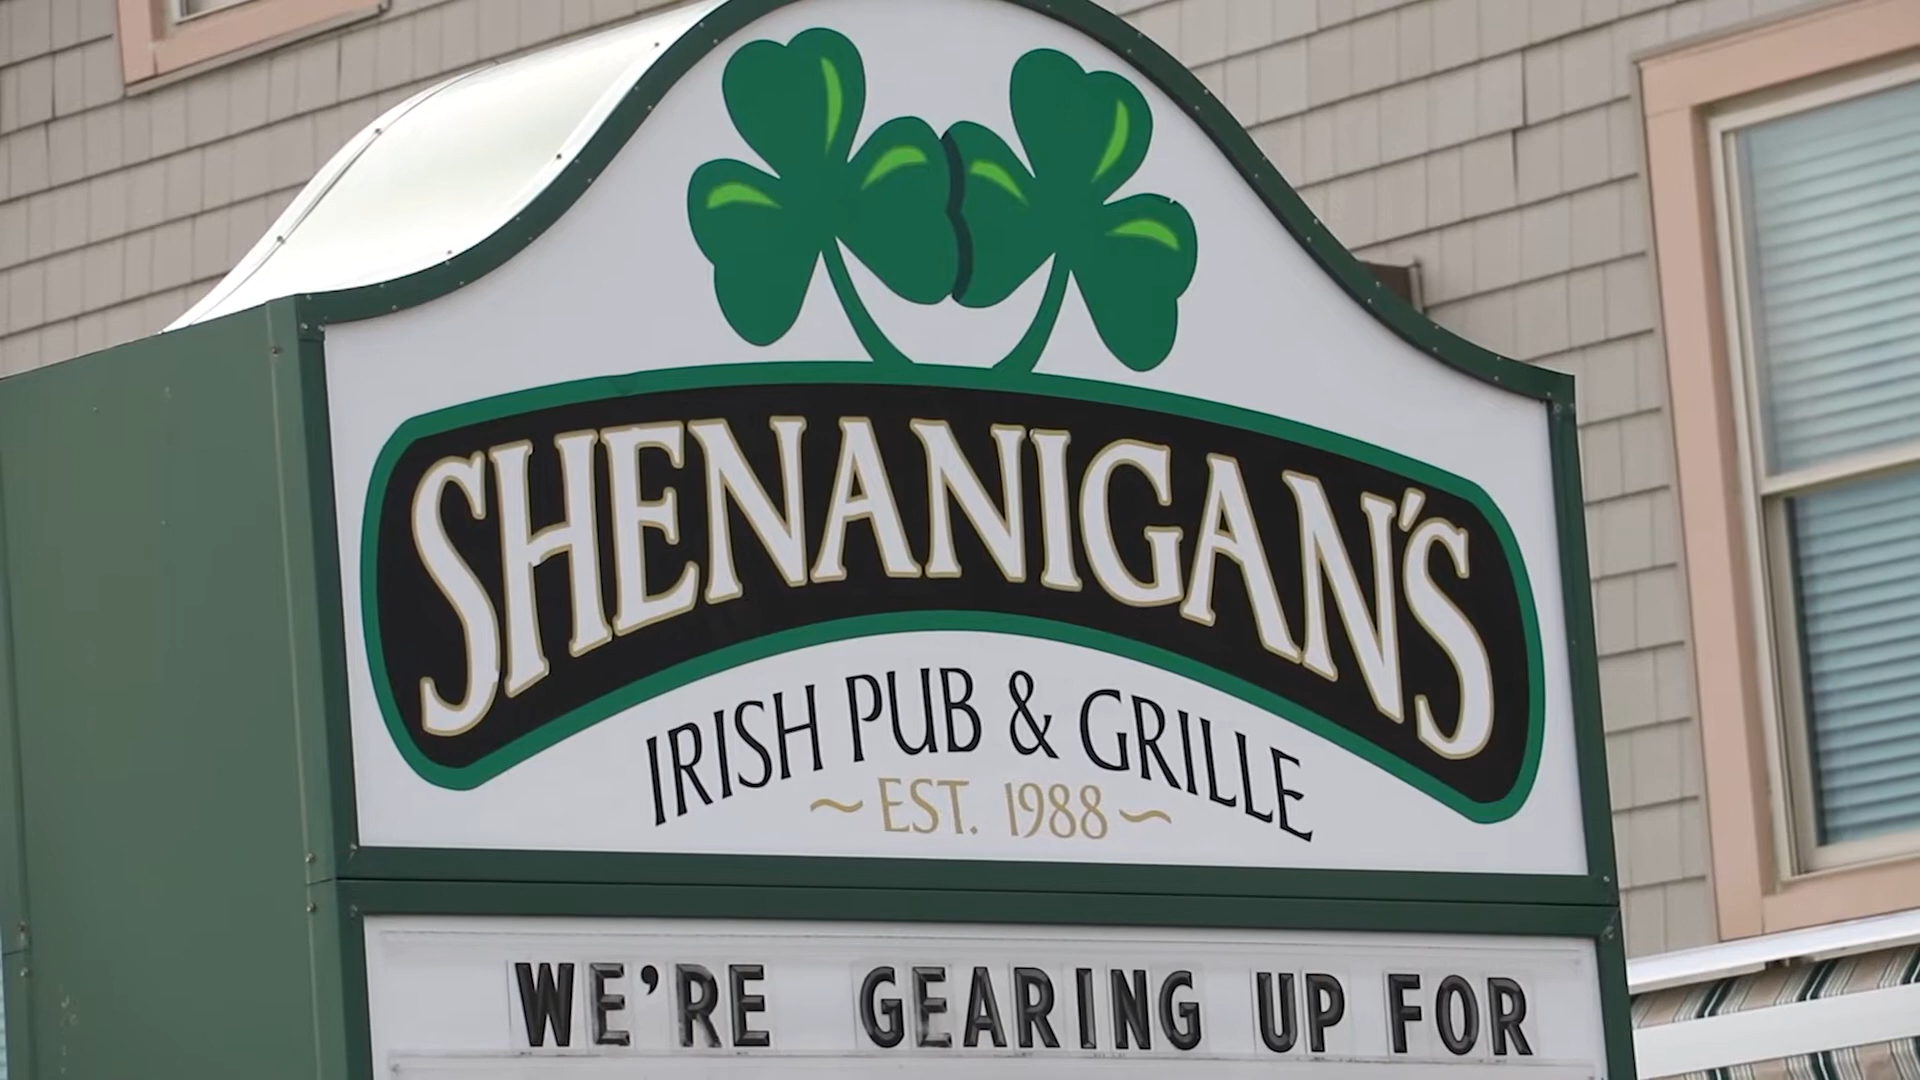 SHENANIGAN'S
IRISH PUB & GRILLE
~EST. 1988~
WE'RE GEARING UP FOR